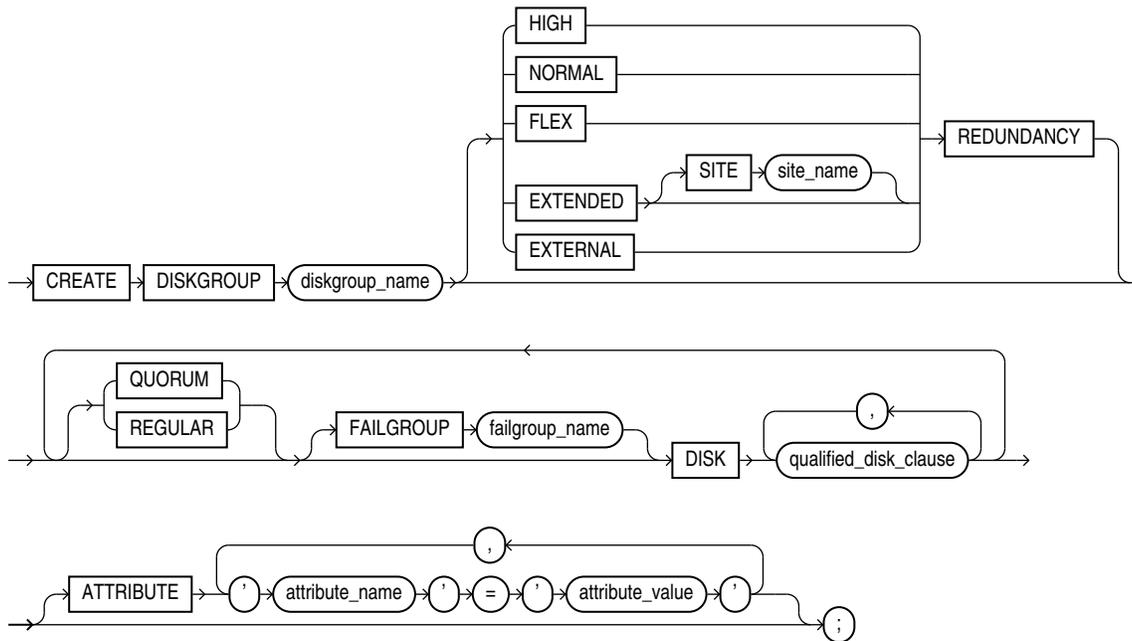 HIGH
NORMAL
FLEX
SITE site_name
EXTENDED
EXTERNAL
REDUNDANCY
CREATE DISKGROUP diskgroup_name
QUORUM
REGULAR
FAILGROUP failgroup_name
,
DISK qualified_disk_clause
,
ATTRIBUTE ' attribute_name ' = ' attribute_value '
;